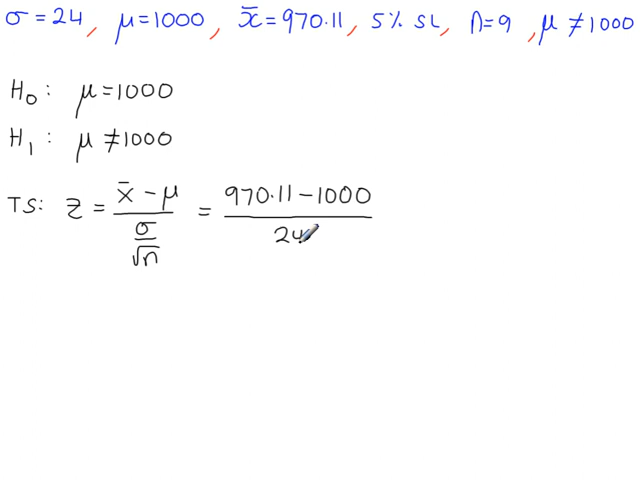 σ = 24, μ = 1000, x̄ = 970.11, 5% SL, n = 9, μ ≠ 1000
H₀: μ = 1000
H₁: μ ≠ 1000
TS: z = (x̄ − μ) / (σ/√n) = (970.11 − 1000) / 24